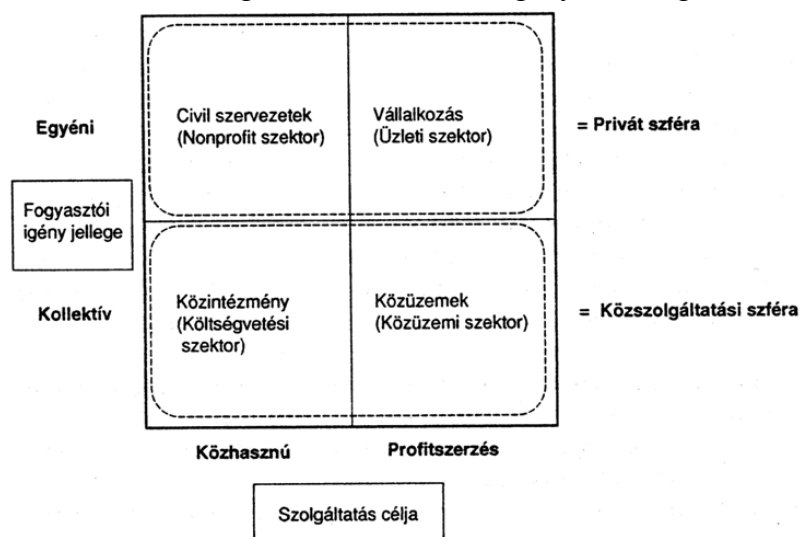 Civil szervezetek
(Nonprofit szektor)
Vállalkozás
(Üzleti szektor)
Egyéni
= Privát szféra
Fogyasztói
igény jellege
Közintézmény
(Költségvetési
szektor)
Közüzemek
(Közüzemi szektor)
Kollektív
= Közszolgáltatási szféra
Közhasznú
Profitszerzés
Szolgáltatás célja